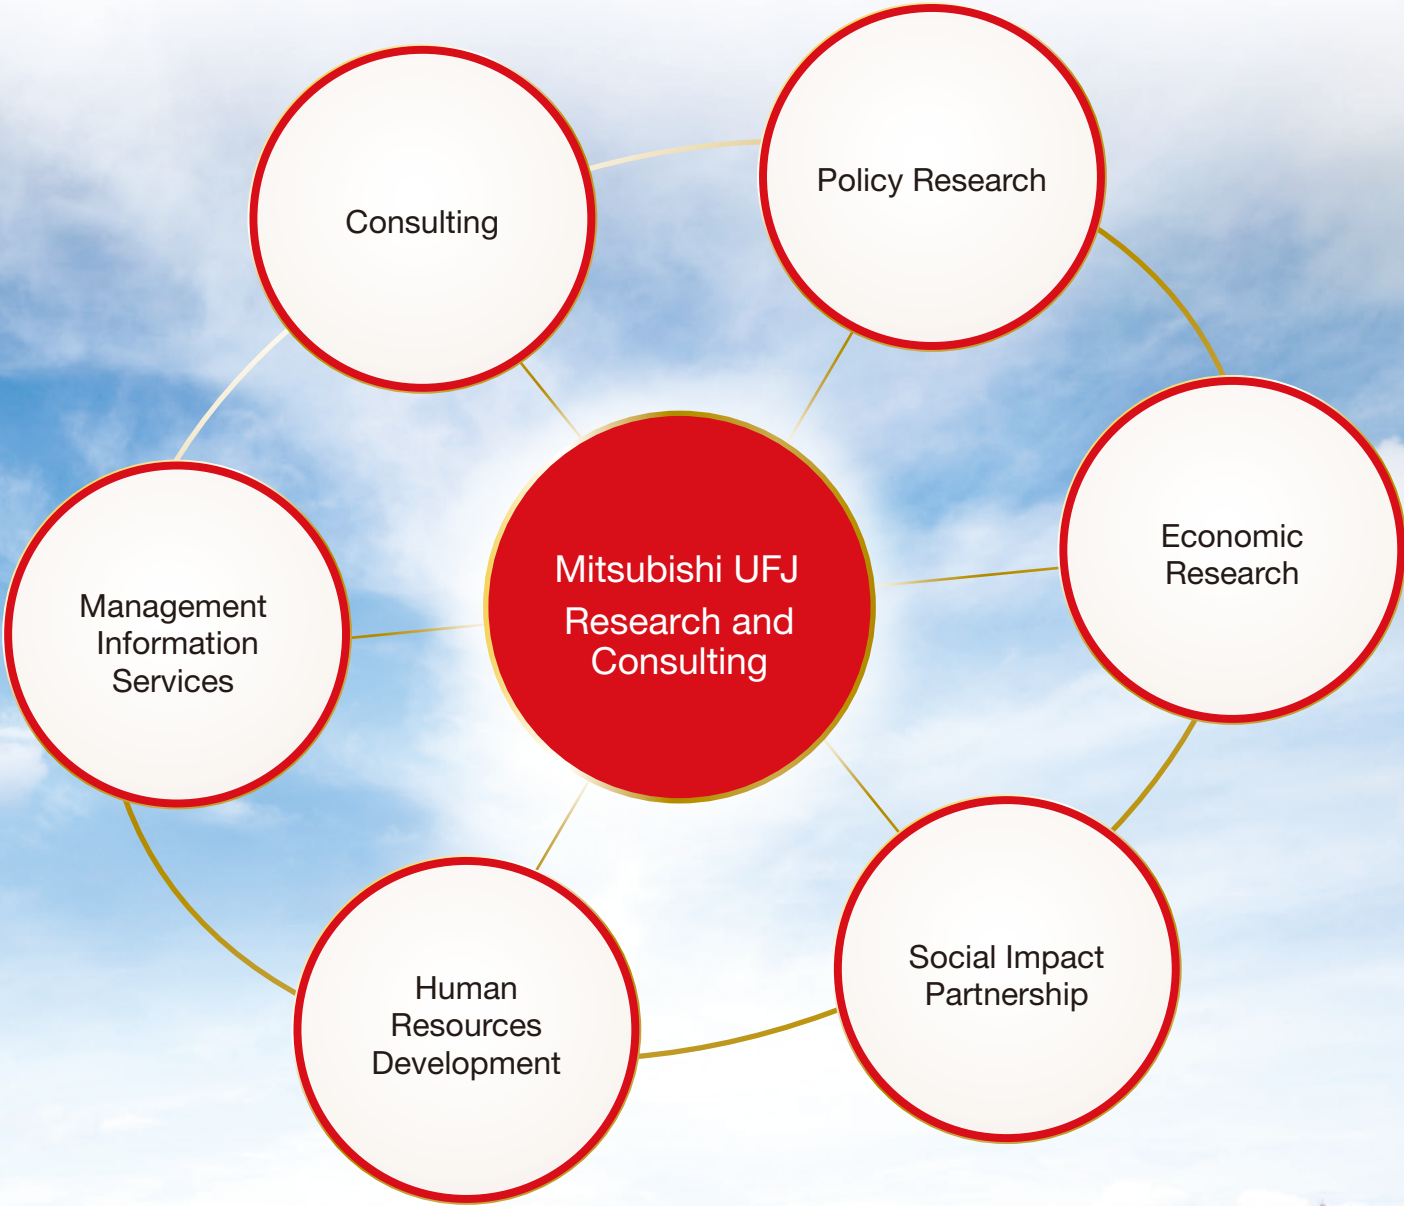 Policy Research
Consulting
Economic
Research
Mitsubishi UFJ
Research and
Consulting
Management
Information
Services
Social Impact
Partnership
Human
Resources
Development